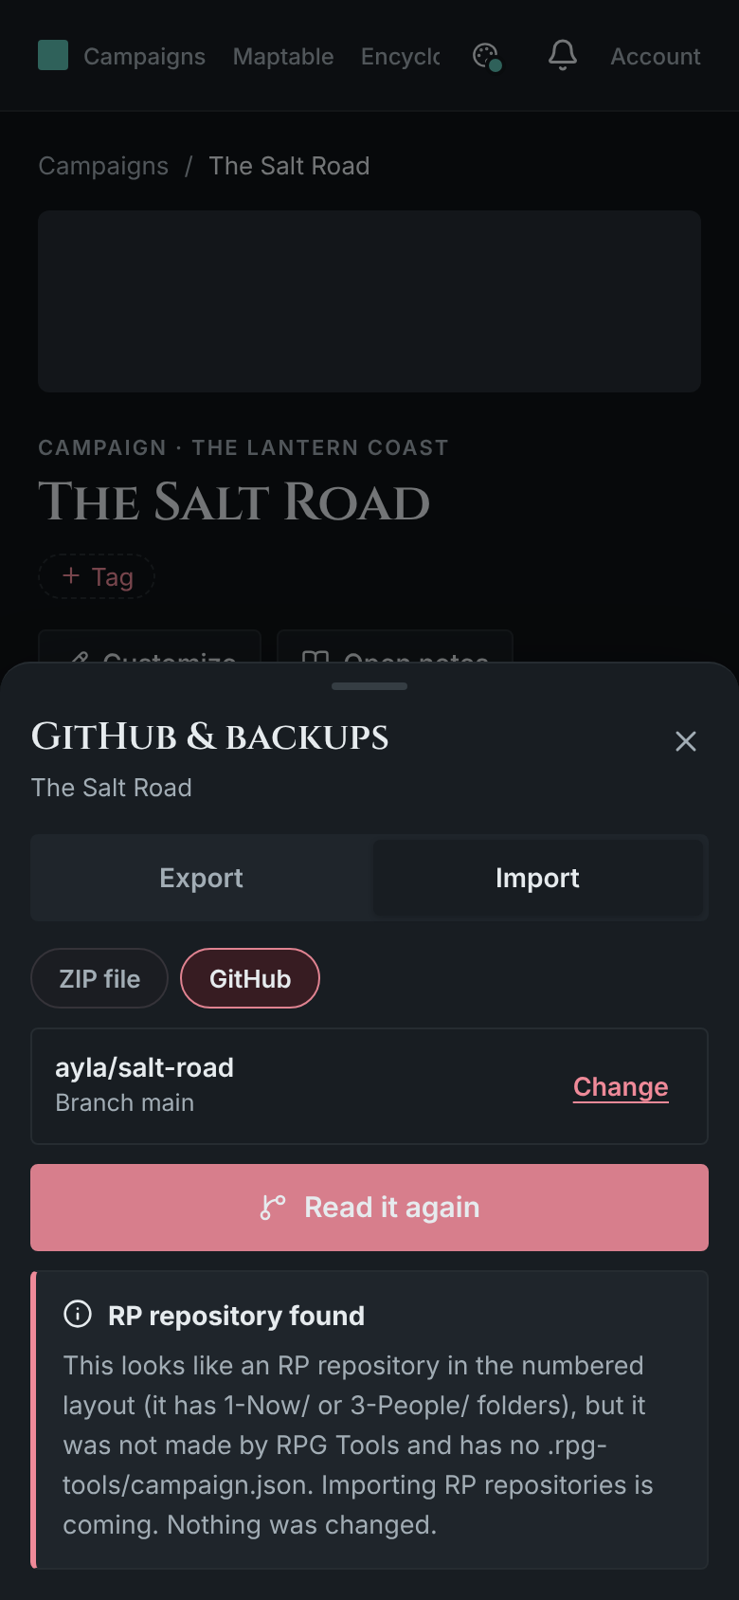 Campaigns Maptable Encyclc Account
Campaigns / The Salt Road
CAMPAIGN · THE LANTERN COAST
The Salt Road
+ Tag
Customize Open notes
GitHub & backups
The Salt Road
Export Import
ZIP file GitHub
ayla/salt-road
Branch main
Change
Read it again
RP repository found
This looks like an RP repository in the numbered
layout (it has 1-Now/ or 3-People/ folders), but it
was not made by RPG Tools and has no .rpg-
tools/campaign.json. Importing RP repositories is
coming. Nothing was changed.